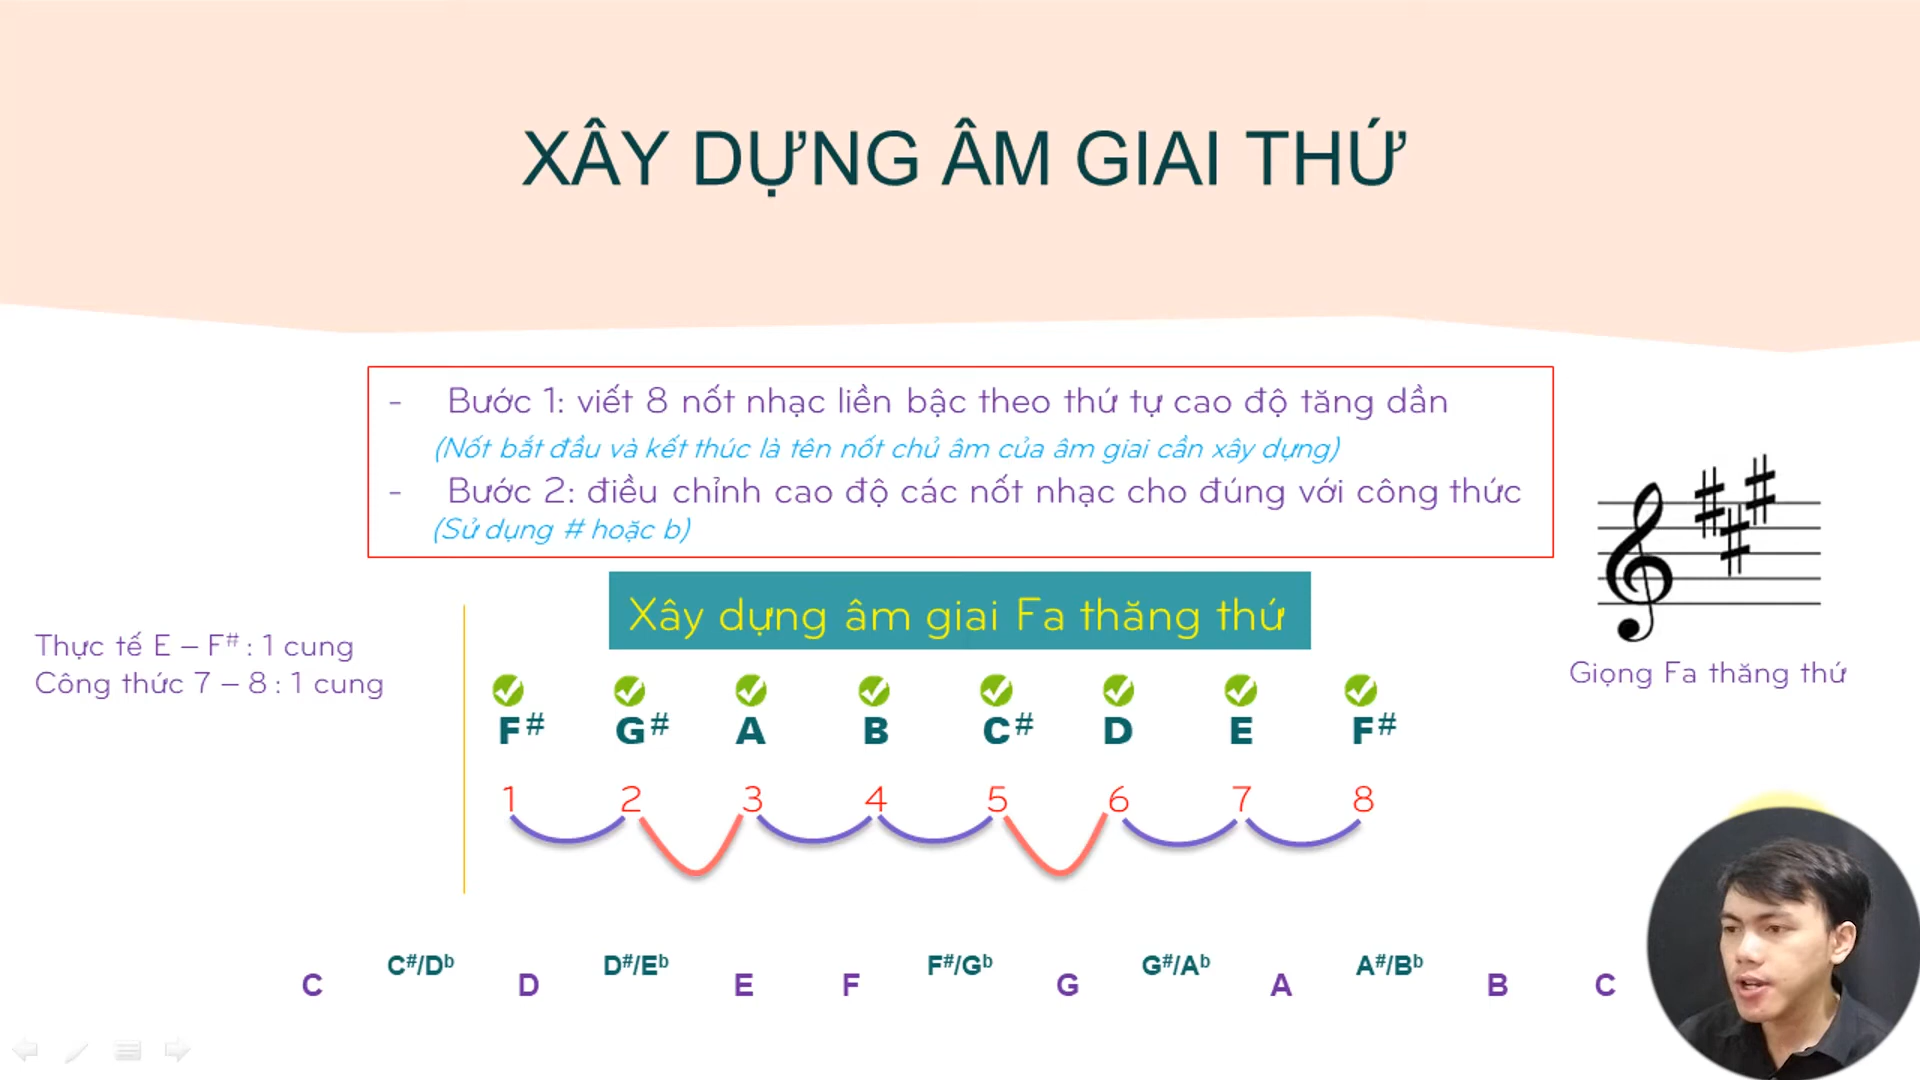 XÂY DỰNG ÂM GIAI THỨ
- Bước 1: viết 8 nốt nhạc liền bậc theo thứ tự cao độ tăng dần
(Nốt bắt đầu và kết thúc là tên nốt chủ âm của âm giai cần xây dựng)
- Bước 2: điều chỉnh cao độ các nốt nhạc cho đúng với công thức
(Sử dụng # hoặc b)
Xây dựng âm giai Fa thăng thứ
Thực tế E – F# : 1 cung
Công thức 7 – 8 : 1 cung
Giọng Fa thăng thứ
F# G# A B C# D E F#
1 2 3 4 5 6 7 8
C#/Db D#/Eb F#/Gb G#/Ab A#/Bb
C D E F G A B C